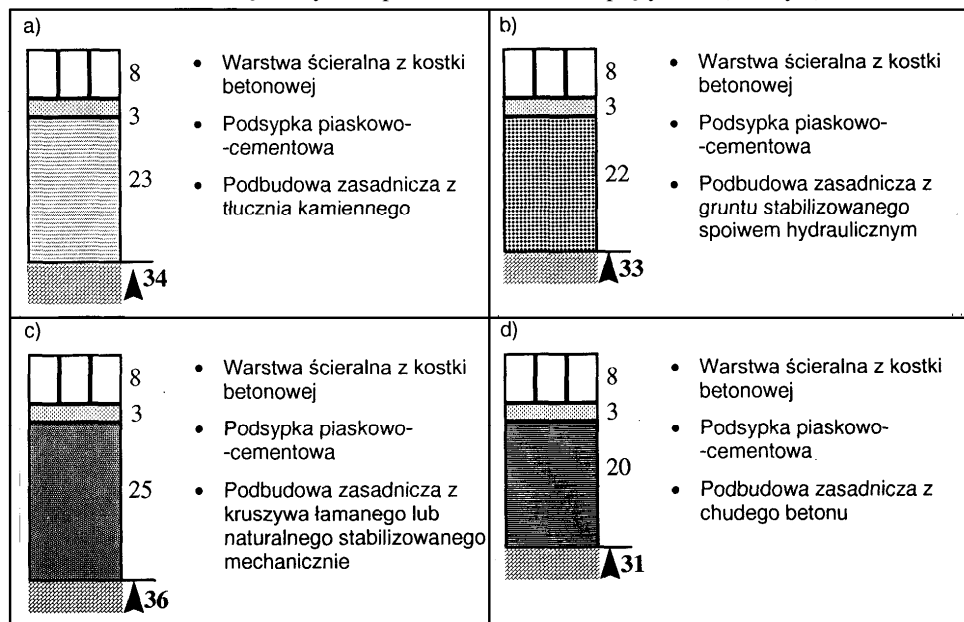 a)
8
3
23
34
• Warstwa ścieralna z kostki
betonowej
• Podsypka piaskowo-
-cementowa
• Podbudowa zasadnicza z
tłucznia kamiennego
b)
8
3
22
33
• Warstwa ścieralna z kostki
betonowej
• Podsypka piaskowo-
-cementowa
• Podbudowa zasadnicza z
gruntu stabilizowanego
spoiwem hydraulicznym
c)
8
3
25
36
• Warstwa ścieralna z kostki
betonowej
• Podsypka piaskowo-
-cementowa
• Podbudowa zasadnicza z
kruszywa łamanego lub
naturalnego stabilizowanego
mechanicznie
d)
8
3
20
31
• Warstwa ścieralna z kostki
betonowej
• Podsypka piaskowo-
-cementowa
• Podbudowa zasadnicza z
chudego betonu